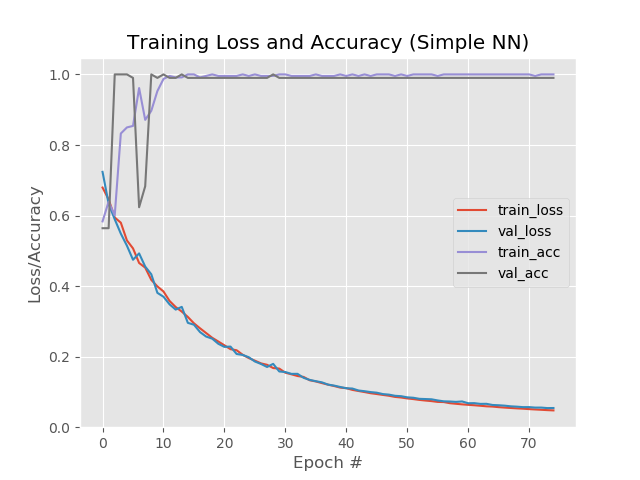 Training Loss and Accuracy (Simple NN)
1.0
0.8
0.6
0.4
0.2
0.0
Loss/Accuracy
train_loss
val_loss
train_acc
val_acc
0 10 20 30 40 50 60 70
Epoch #